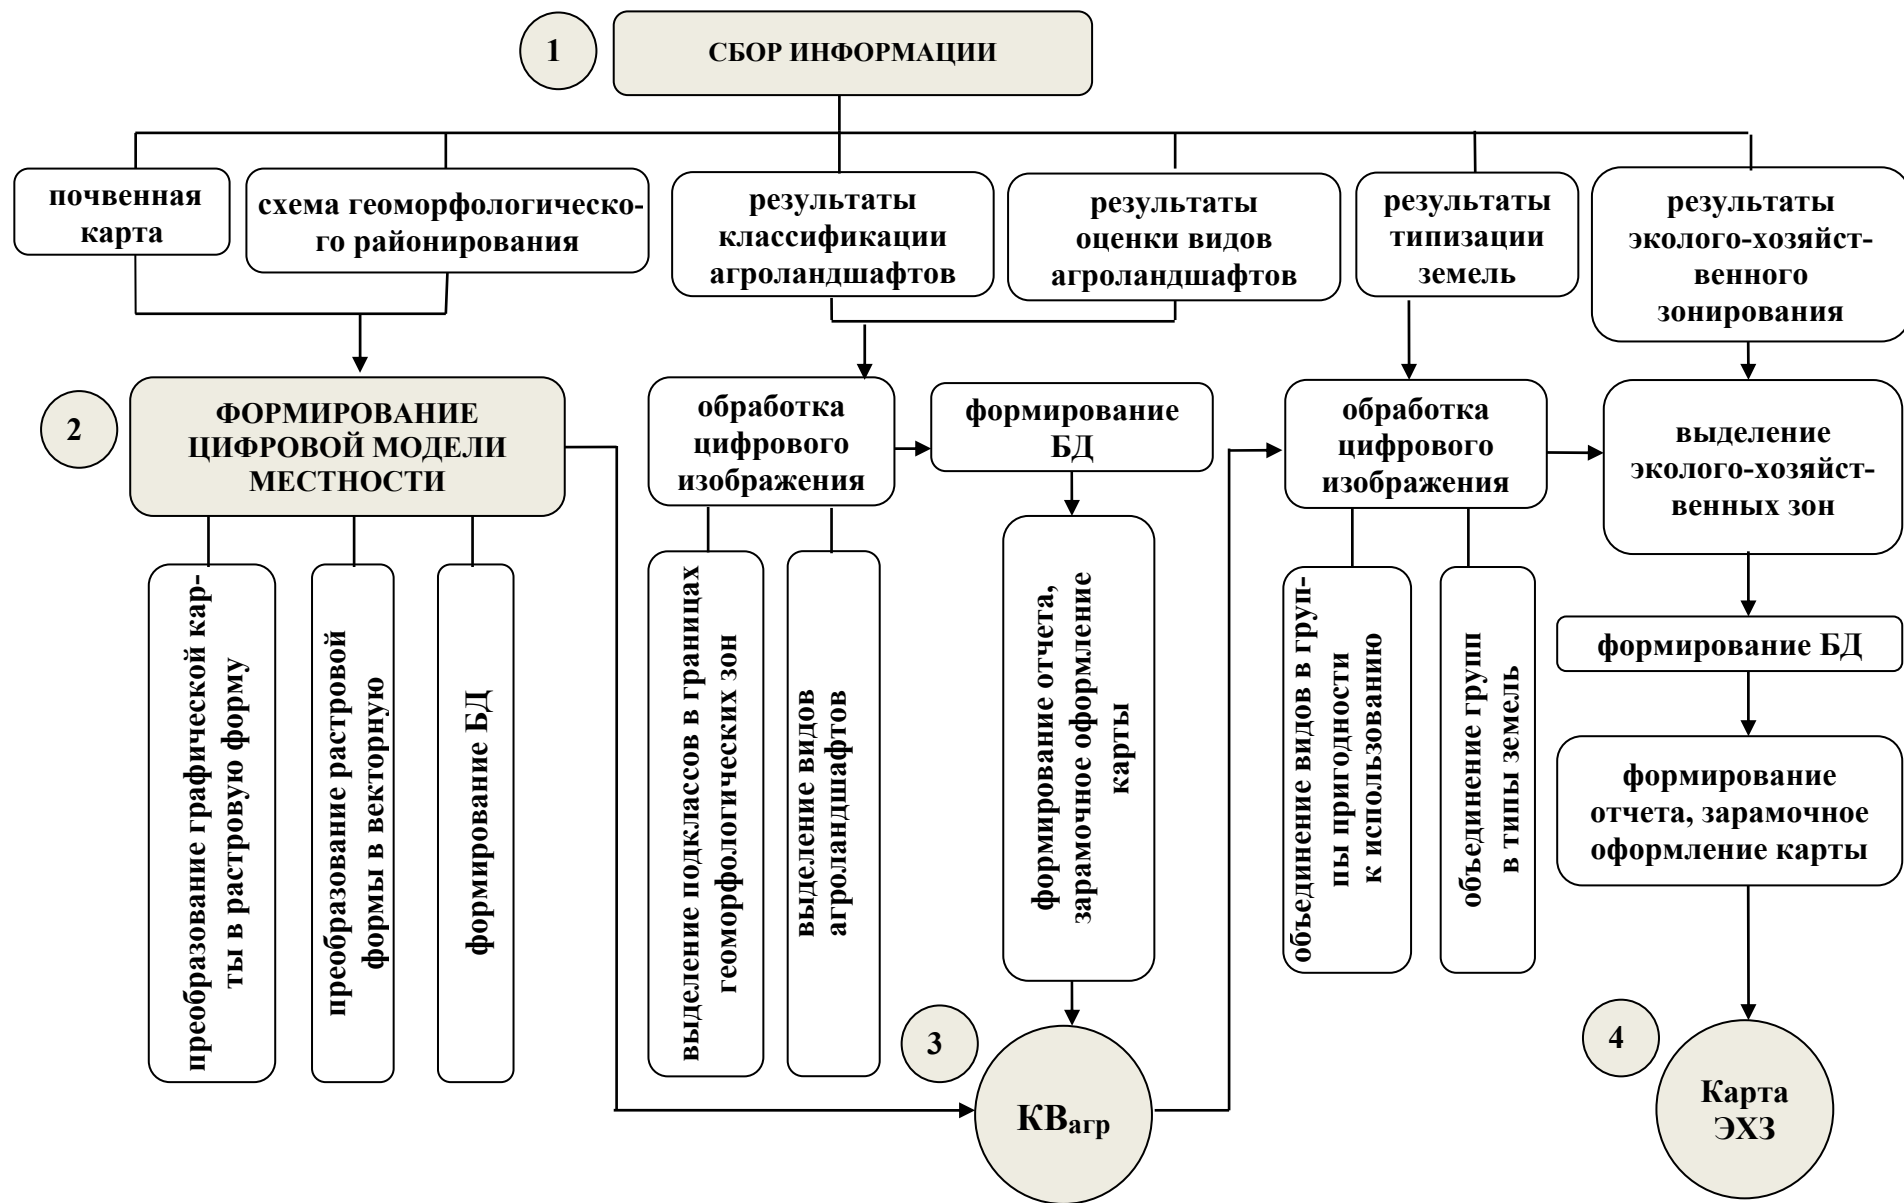 1
СБОР ИНФОРМАЦИИ
почвенная
карта
схема геоморфологическо-
го районирования
результаты
классификации
агроландшафтов
результаты
оценки видов
агроландшафтов
результаты
типизации
земель
результаты
эколого-хозяйст-
венного
зонирования
2
ФОРМИРОВАНИЕ
ЦИФРОВОЙ МОДЕЛИ
МЕСТНОСТИ
обработка
цифрового
изображения
формирование
БД
обработка
цифрового
изображения
выделение
эколого-хозяйст-
венных зон
преобразование графической кар-
ты в растровую форму
преобразование растровой
формы в векторную
формирование БД
выделение подклассов в границах
геоморфологических зон
выделение видов
агроландшафтов
формирование отчета,
зарамочное оформление
карты
объединение видов в груп-
пы пригодности
к использованию
объединение групп
в типы земель
формирование БД
формирование
отчета, зарамочное
оформление карты
3
КВагр
4
Карта
ЭХЗ